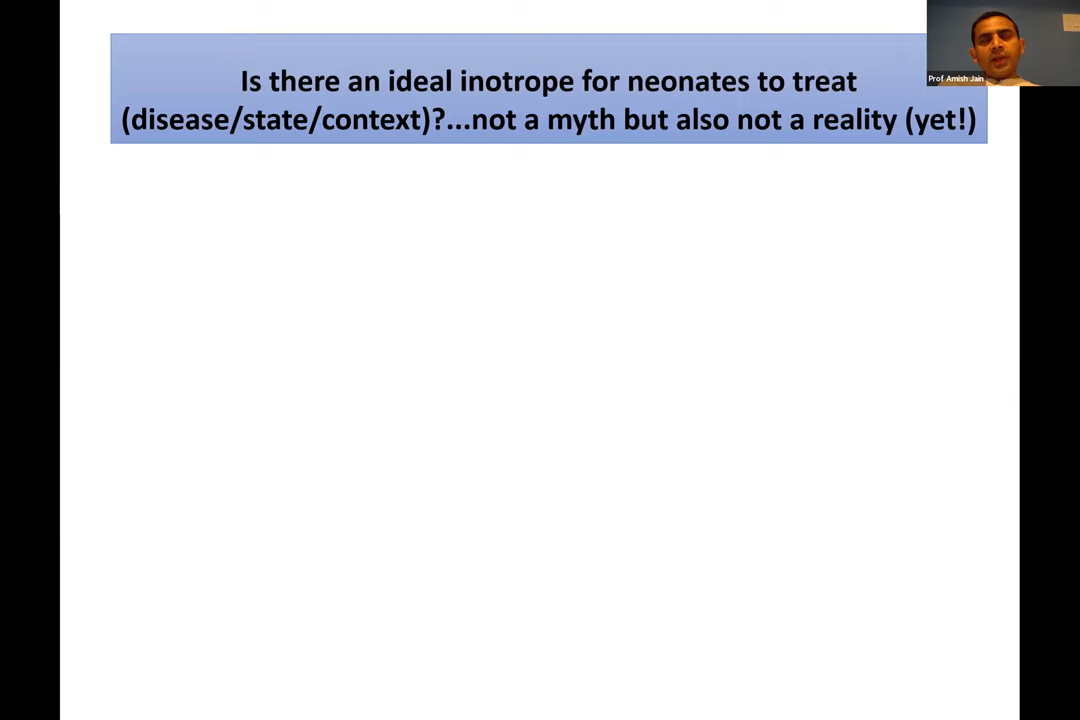 Is there an ideal inotrope for neonates to treat
(disease/state/context)?...not a myth but also not a reality (yet!)
Prof Amish Jain